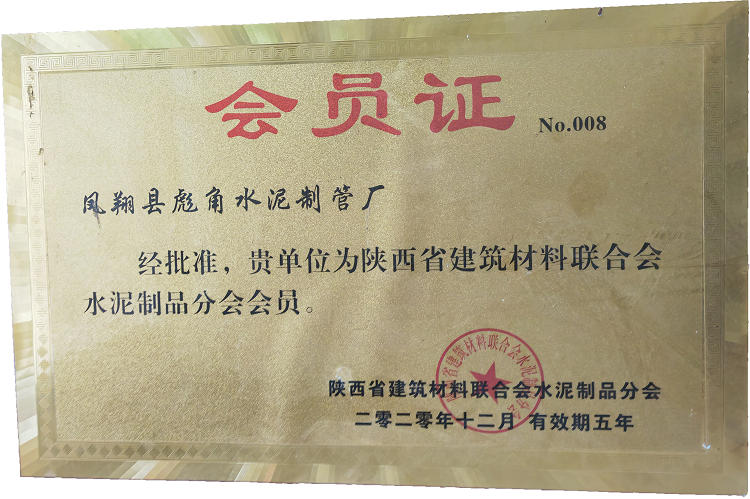 会员证
No.008
凤翔县彪角水泥制管厂
经批准，贵单位为陕西省建筑材料联合会
水泥制品分会会员。
陕西省建筑材料联合会水泥制品分会
二零二零年十二月 有效期五年